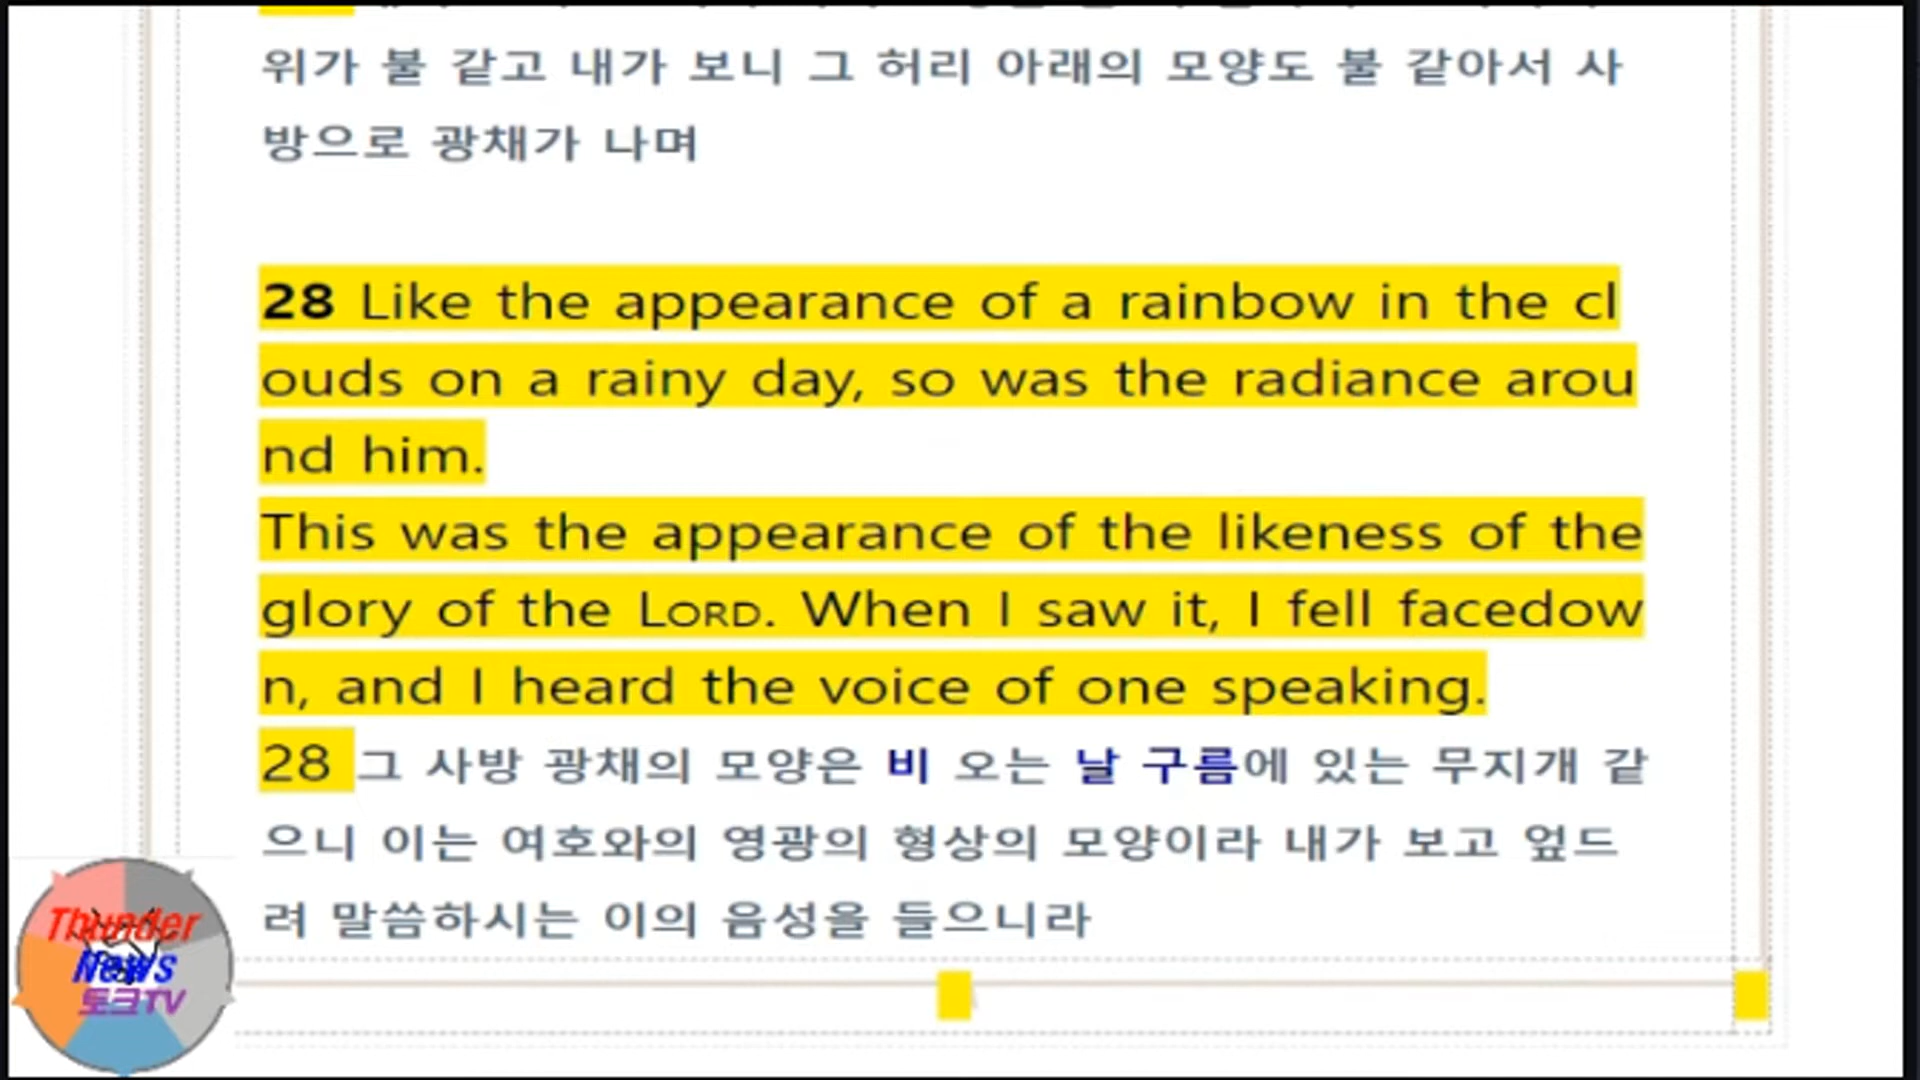 위가 불 같고 내가 보니 그 허리 아래의 모양도 불 같아서 사
방으로 광채가 나며
28 Like the appearance of a rainbow in the cl
ouds on a rainy day, so was the radiance arou
nd him.
This was the appearance of the likeness of the
glory of the LORD. When I saw it, I fell facedow
n, and I heard the voice of one speaking.
28 그 사방 광채의 모양은 비 오는 날 구름에 있는 무지개 같
으니 이는 여호와의 영광의 형상의 모양이라 내가 보고 엎드
려 말씀하시는 이의 음성을 들으니라
Thunder
News
토크TV